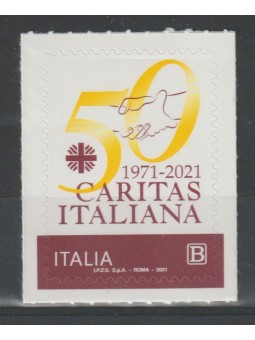 50
1971-2021
CARITAS
ITALIANA
ITALIA B
I.P.Z.S. S.p.A. - ROMA - 2021